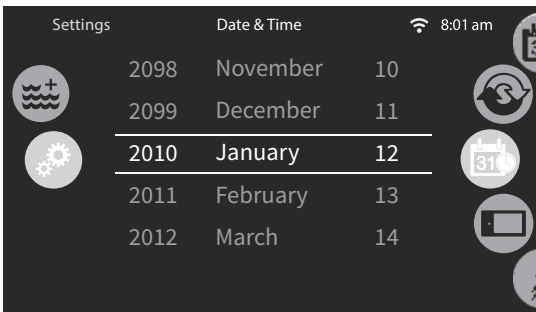 Settings Date & Time 8:01 am
2098 November 10
2099 December 11
2010 January 12
31
2011 February 13
2012 March 14